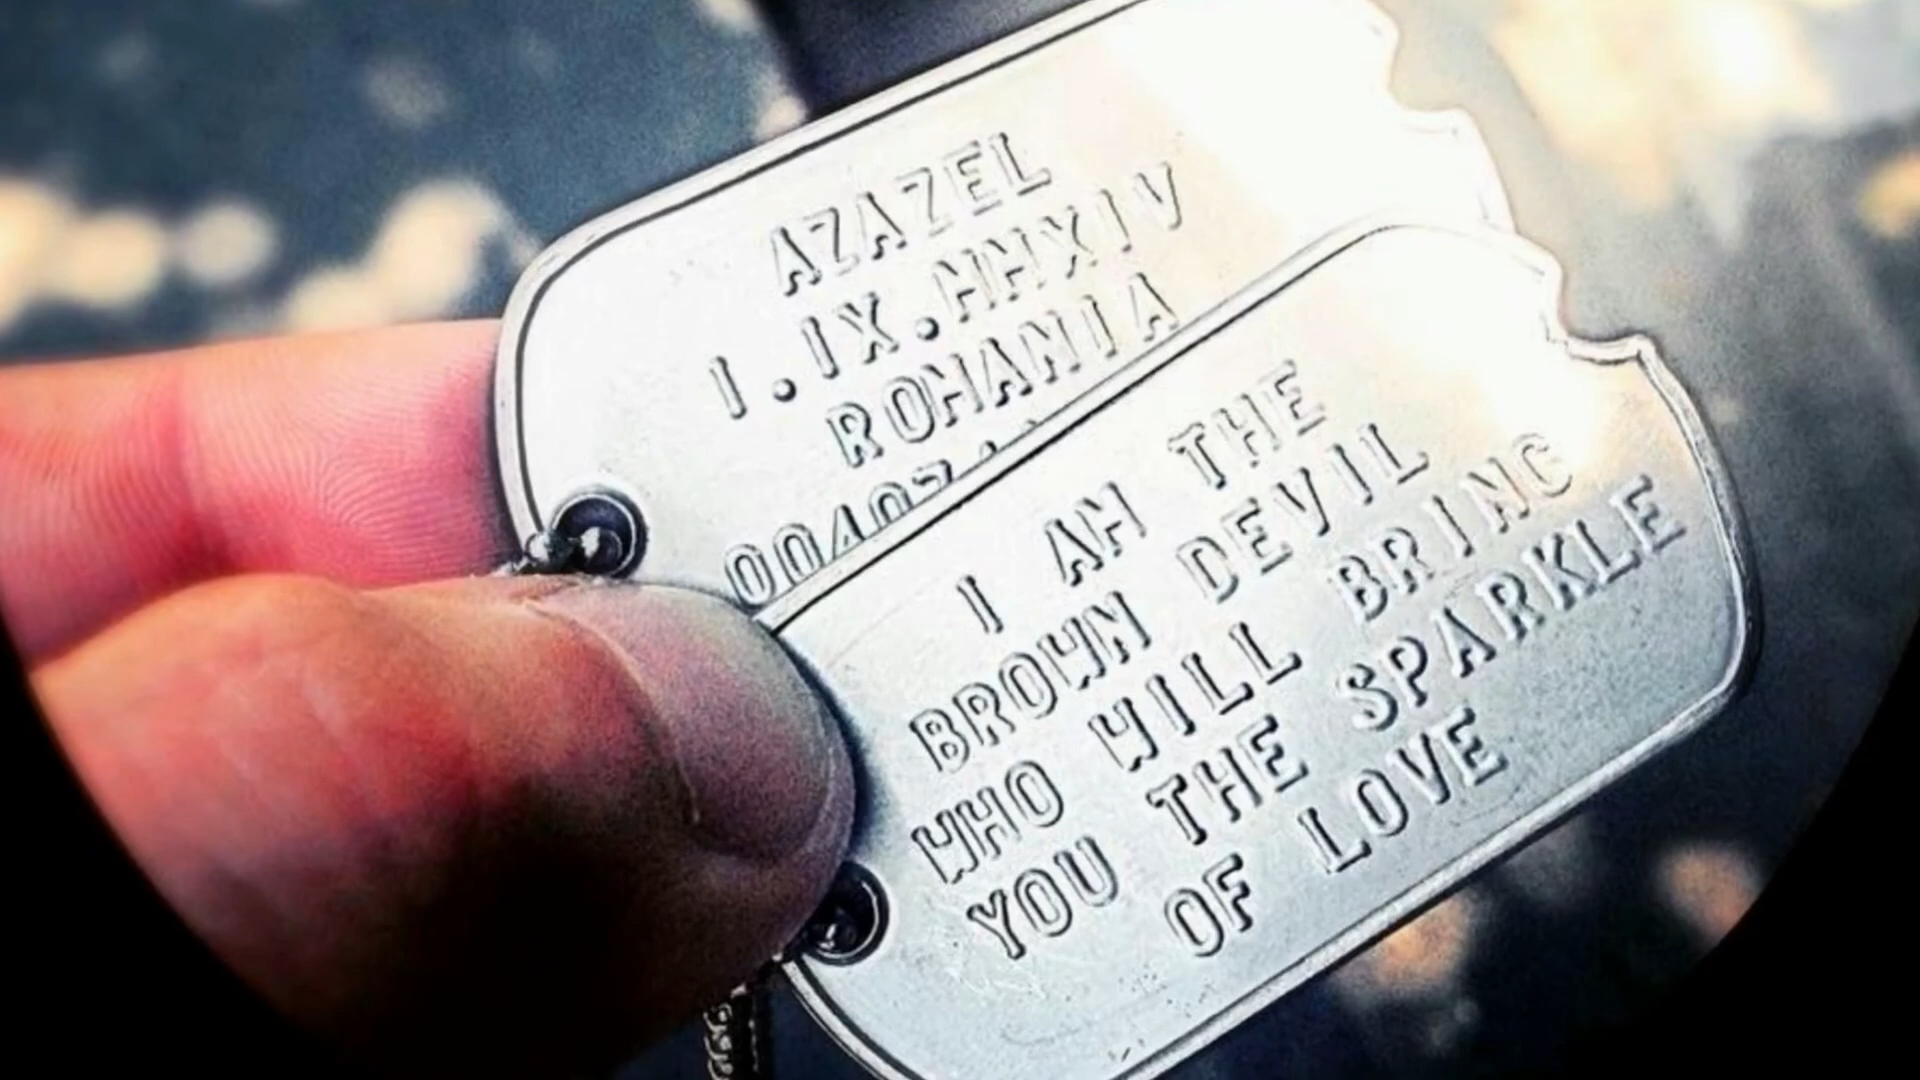 AZAZEL
I.IX.MMXIV
ROMANIA
I AM THE
BROWN DEVIL
WHO WILL BRING
YOU THE SPARKLE
OF LOVE